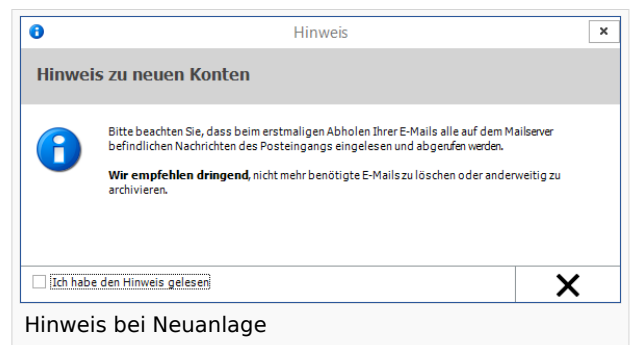 Hinweis
Hinweis zu neuen Konten
Bitte beachten Sie, dass beim erstmaligen Abholen Ihrer E-Mails alle auf dem Mailserver
befindlichen Nachrichten des Posteingangs eingelesen und abgerufen werden.
Wir empfehlen dringend, nicht mehr benötigte E-Mails zu löschen oder anderweitig zu
archivieren.
Ich habe den Hinweis gelesen
Hinweis bei Neuanlage